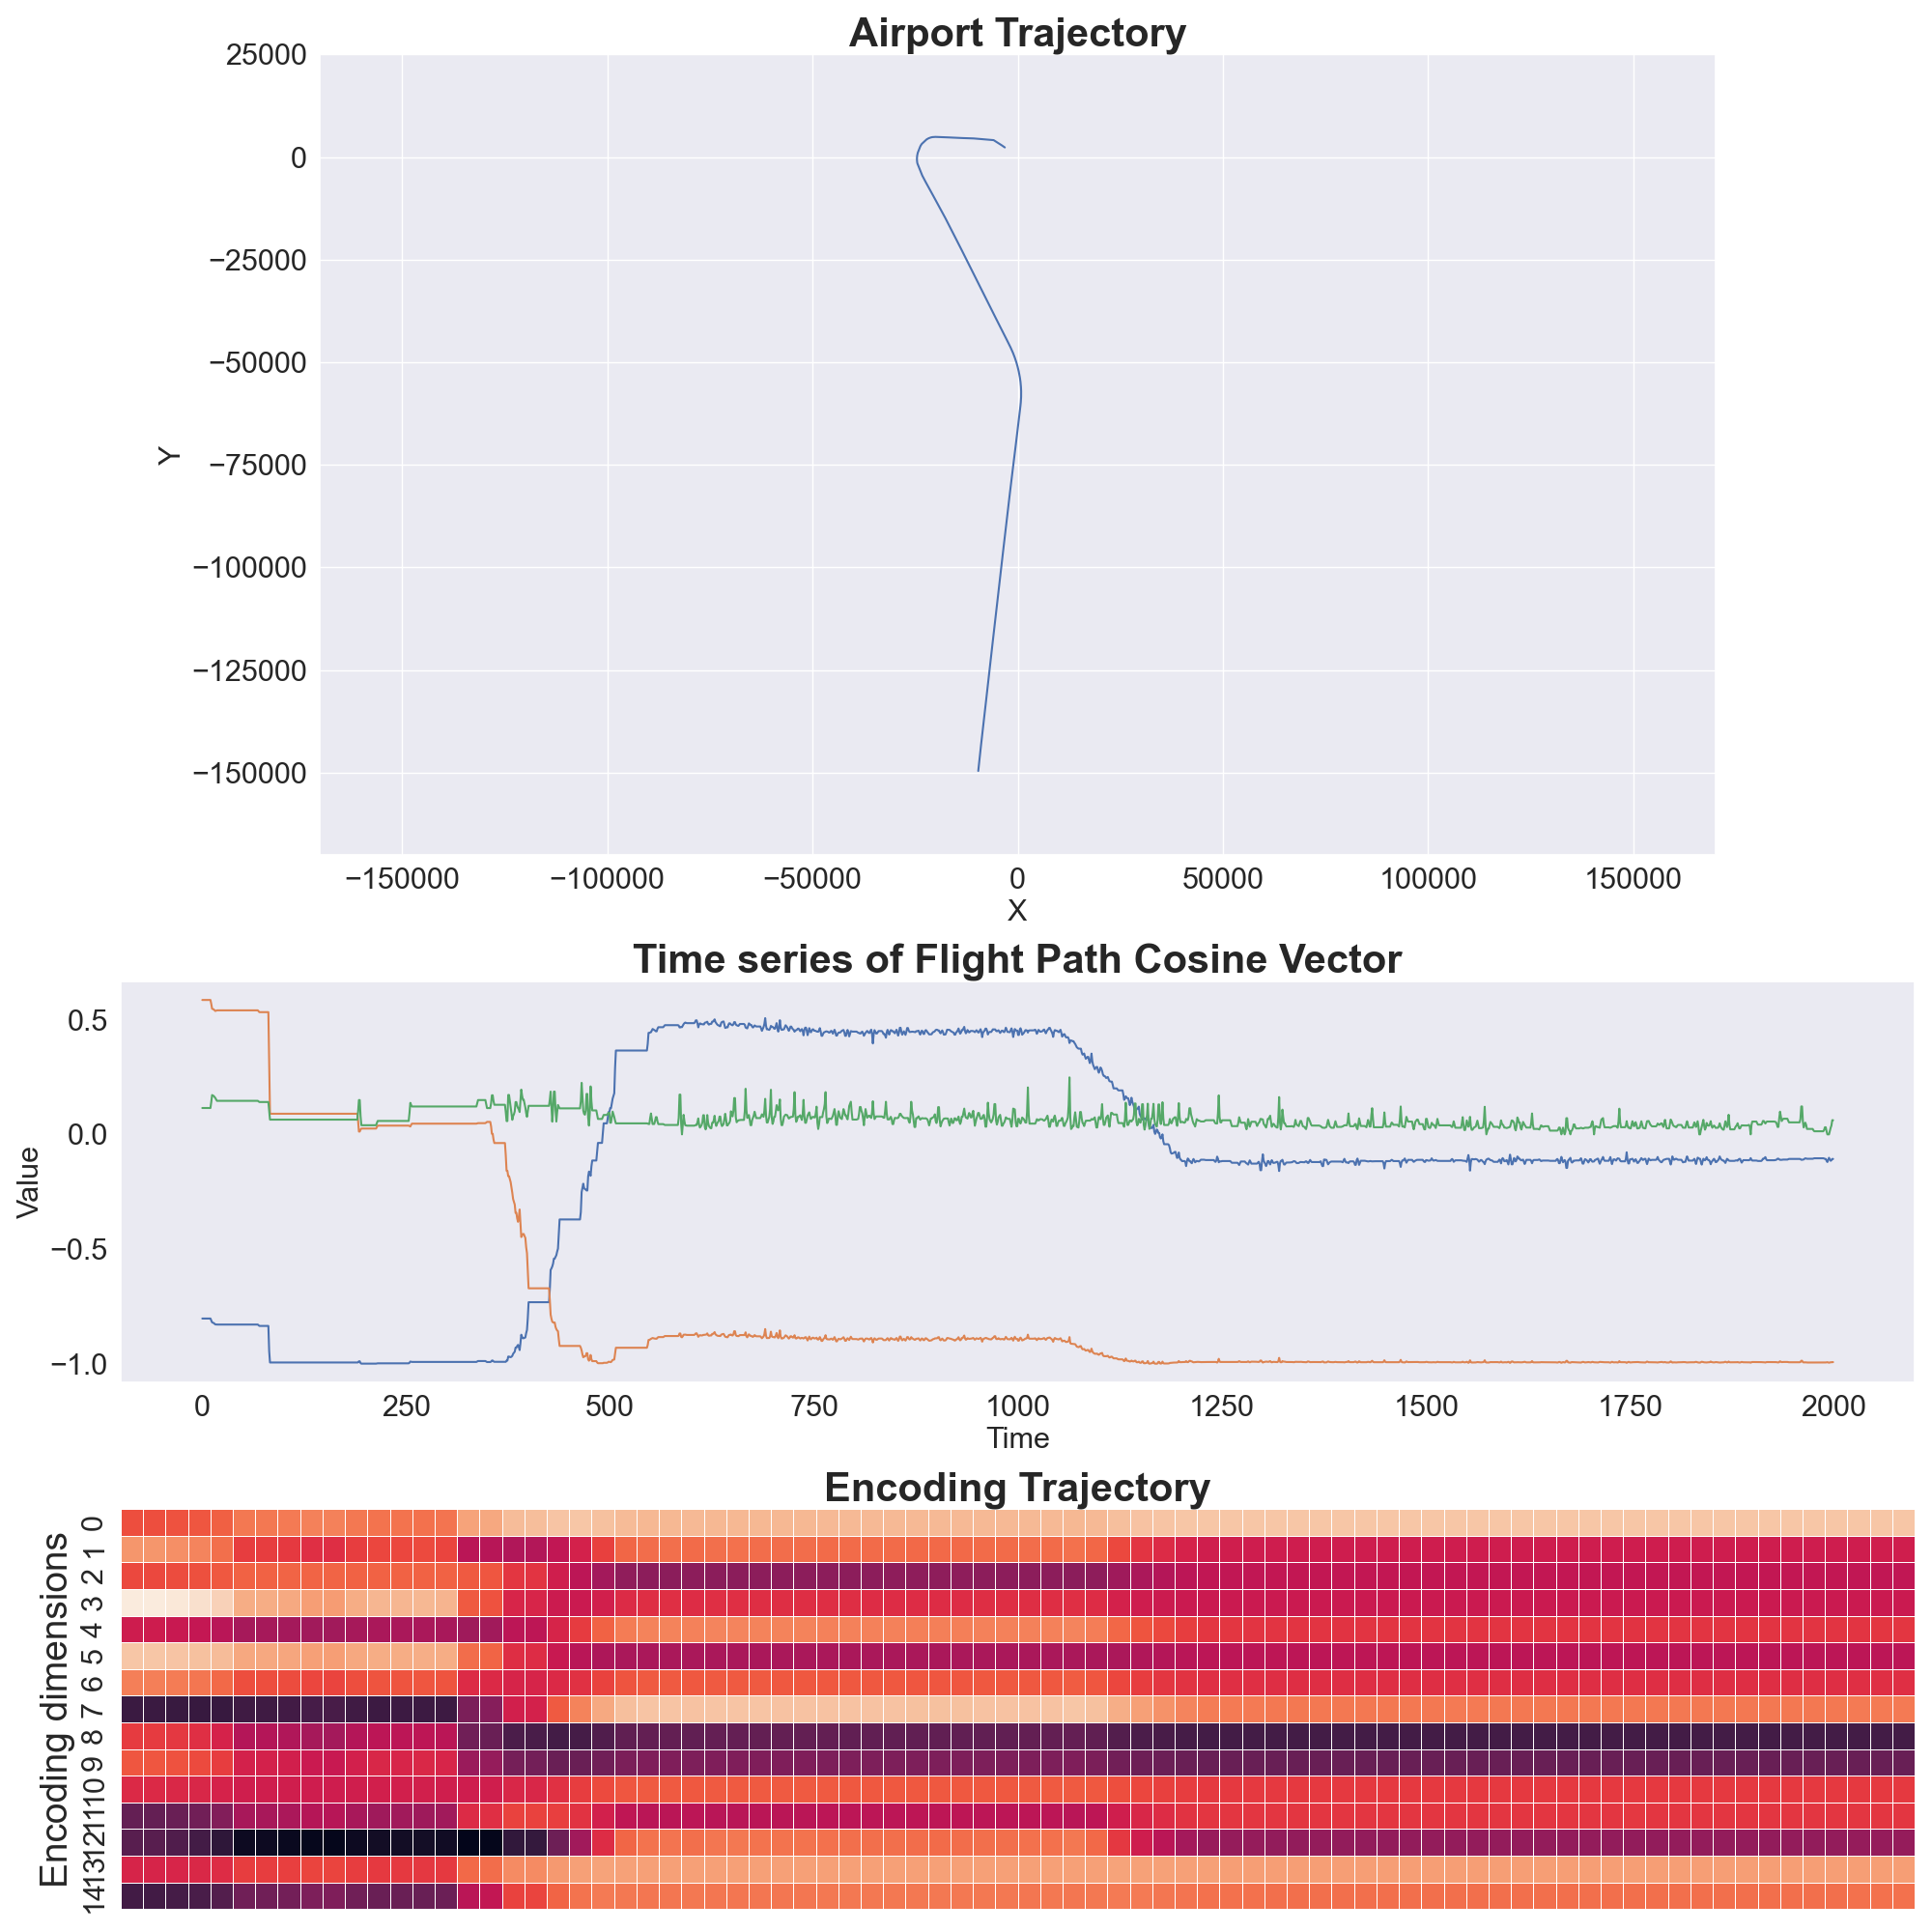 Airport Trajectory
25000
0
−25000
−50000
−75000
−100000
−125000
−150000
Y
−150000 −100000 −50000 0 50000 100000 150000
X
Time series of Flight Path Cosine Vector
0.5
0.0
−0.5
−1.0
Value
0 250 500 750 1000 1250 1500 1750 2000
Time
Encoding Trajectory
Encoding dimensions
0
1
2
3
4
5
6
7
8
9
10
11
12
13
14